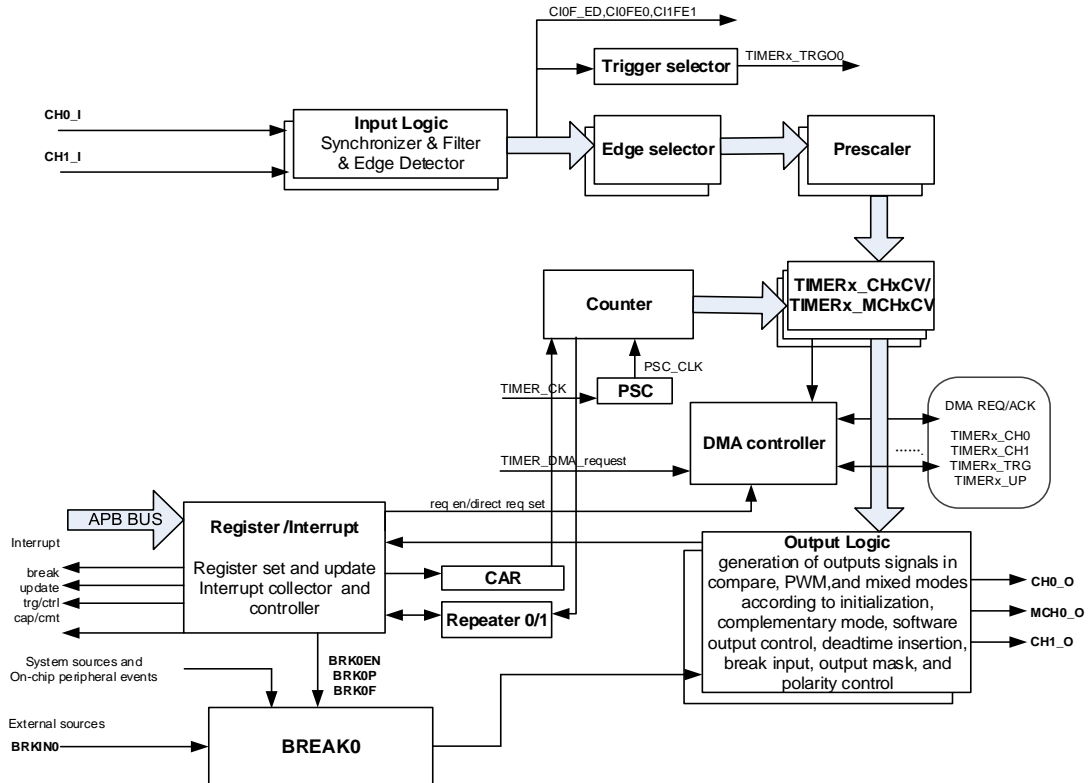 CI0F_ED,CI0FE0,CI1FE1
Trigger selector
TIMERx_TRGO0
CH0_I
CH1_I
Input Logic
Synchronizer & Filter
& Edge Detector
Edge selector
Prescaler
TIMERx_CHxCV/
TIMERx_MCHxCV
Counter
PSC_CLK
TIMER_CK
PSC
DMA controller
TIMER_DMA_request
DMA REQ/ACK
TIMERx_CH0
TIMERx_CH1
TIMERx_TRG
TIMERx_UP
.......
req en/direct req set
APB BUS
Register /Interrupt
Register set and update
Interrupt collector and
controller
Interrupt
break
update
trg/ctrl
cap/cmt
CAR
Repeater 0/1
Output Logic
generation of outputs signals in
compare, PWM,and mixed modes
according to initialization,
complementary mode, software
output control, deadtime insertion,
break input, output mask, and
polarity control
CH0_O
MCH0_O
CH1_O
System sources and
On-chip peripheral events
BRK0EN
BRK0P
BRK0F
External sources
BRKIN0
BREAK0